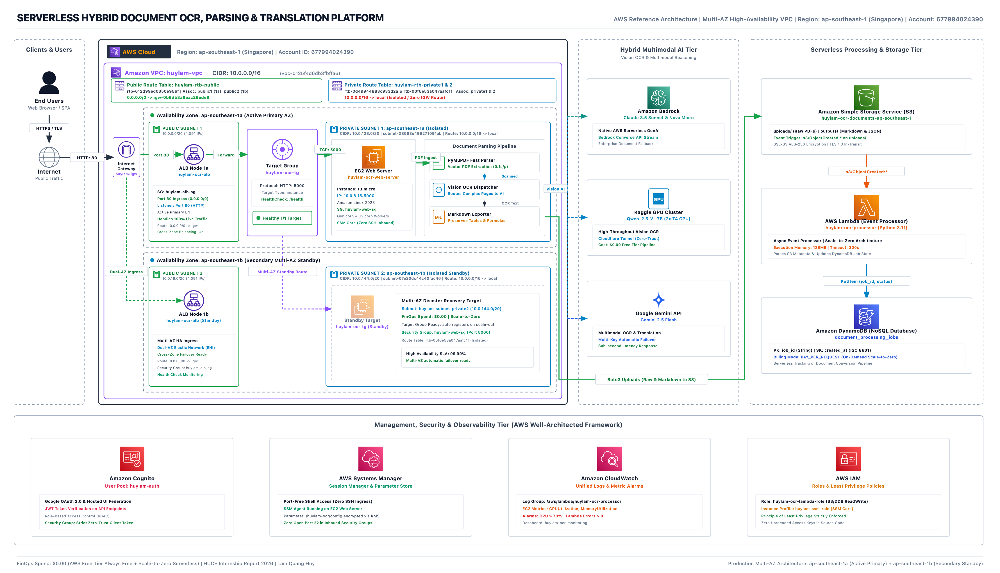 SERVERLESS HYBRID DOCUMENT OCR, PARSING & TRANSLATION PLATFORM
AWS Reference Architecture | Multi-AZ High-Availability VPC | Region: ap-southeast-1 (Singapore) | Account: 677994024390
Clients & Users
End Users
Web Browser / SPA
HTTPS / TLS
Internet
Public Traffic
HTTP: 80
AWS Cloud
Region: ap-southeast-1 (Singapore) | Account ID: 677994024390
Amazon VPC: huylam-vpc
CIDR: 10.0.0.0/16
(vpc-0125f4d6db3fbffa6)
Public Route Table: huylam-rtb-public
rtb-012d99ed0350e956f | Assoc: public1 (1a), public2 (1b)
0.0.0.0/0 -> igw-0b9db3a6eac29ede9
Private Route Table: huylam-rtb-private1 & 2
rtb-0d49944883c933d2a & rtb-00f6e53a047aafc1f | Assoc: private1 & 2
10.0.0.0/16 -> local (Isolated / Zero IGW Route)
Internet
Gateway
huylam-igw
Availability Zone: ap-southeast-1a (Active Primary AZ)
PUBLIC SUBNET 1
10.0.0.0/20 (4,091 IPs)
Port 80
ALB Node 1a
huylam-ocr-alb
SG: huylam-alb-sg
Port 80 Ingress (0.0.0.0/0)
Listener: Port 80 (HTTP)
Active Primary ENI
Handles 100% Live Traffic
Route: 0.0.0.0/0 -> igw
Cross-Zone Balancing: On
Forward
Target Group
huylam-ocr-tg
Protocol: HTTP: 5000
Target Type: instance
HealthCheck: /health
Healthy 1/1 Target
TCP: 5000
PRIVATE SUBNET 1: ap-southeast-1a (Isolated)
CIDR: 10.0.128.0/20 | subnet-08563e499271091ab | Route: 10.0.0.0/16 -> local
EC2 Web Server
huylam-ocr-web-server
Instance: t3.micro
IP: 10.0.8.15:5000
Amazon Linux 2023
SG: huylam-web-sg
Gunicorn + Uvicorn Workers
SSM Core (Zero SSH Inbound)
PDF Ingest
Document Parsing Pipeline
PyMuPDF Fast Parser
Vector PDF Extraction (0.1s/p)
Scanned
Vision OCR Dispatcher
Routes Complex Pages to AI
OCR Text
M↓
Markdown Exporter
Preserves Tables & Formulas
Vision AI
Availability Zone: ap-southeast-1b (Secondary Multi-AZ Standby)
Dual-AZ Ingress
PUBLIC SUBNET 2
10.0.16.0/20 (4,091 IPs)
ALB Node 1b
huylam-ocr-alb (Standby)
Multi-AZ HA Ingress
Dual-AZ Elastic Network (ENI)
Cross-Zone Failover Ready
Route: 0.0.0.0/0 -> igw
Security Group: huylam-alb-sg
Health Check Monitoring
Multi-AZ Standby Route
PRIVATE SUBNET 2: ap-southeast-1b (Isolated Standby)
CIDR: 10.0.144.0/20 | subnet-07e20dc44c40fac46 | Route: 10.0.0.0/16 -> local
Standby Target
huylam-ocr-tg (Standby)
Multi-AZ Disaster Recovery Target
Subnet: huylam-subnet-private2 (10.0.144.0/20)
FinOps Spend: $0.00 | Scale-to-Zero
Target Group Ready: auto registers on scale-out
Security Group: huylam-web-sg (Port 5000)
Route Table: rtb-00f6e53a047aafc1f (Isolated)
High Availability SLA: 99.99%
Multi-AZ automatic failover ready
Hybrid Multimodal AI Tier
Vision OCR & Multimodal Reasoning
Amazon Bedrock
Claude 3.5 Sonnet & Nova Micro
Native AWS Serverless GenAI
Bedrock Converse API Stream
Enterprise Document Fallback
GPU
Kaggle GPU Cluster
Qwen-2.5-VL 7B (2x T4 GPU)
High-Throughput Vision OCR
Cloudflare Tunnel (Zero-Trust)
Cost: $0.00 Free Tier Pipeline
Google Gemini API
Gemini 2.5 Flash
Multimodal OCR & Translation
Multi-Key Automatic Failover
Sub-second Latency Response
Boto3 Uploads (Raw & Markdown to S3)
Serverless Processing & Storage Tier
Amazon Simple Storage Service (S3)
huylam-ocr-documents-ap-southeast-1
uploads/ (Raw PDFs) | outputs/ (Markdown & JSON)
Event Trigger: s3:ObjectCreated:* on uploads/
SSE-S3 AES-256 Encryption | TLS 1.3 In-Transit
s3:ObjectCreated:*
AWS Lambda (Event Processor)
huylam-ocr-processor (Python 3.11)
Async Event Processor | Scale-to-Zero Architecture
Execution Memory: 128MB | Timeout: 300s
Parses S3 Metadata & Updates DynamoDB Job State
PutItem (job_id, status)
Amazon DynamoDB (NoSQL Database)
document_processing_jobs
PK: job_id (String) | SK: created_at (ISO 8601)
Billing Mode: PAY_PER_REQUEST (On-Demand Scale-to-Zero)
Serverless Tracking of Document Conversion Pipeline
Management, Security & Observability Tier (AWS Well-Architected Framework)
Amazon Cognito
User Pool: huylam-auth
Google OAuth 2.0 & Hosted UI Federation
JWT Token Verification on API Endpoints
Role-Based Access Control (RBAC)
Security Group: Strict Zero-Trust Client Token
AWS Systems Manager
Session Manager & Parameter Store
Port-Free Shell Access (Zero SSH Ingress)
SSM Agent Running on EC2 Web Server
Parameter: /huylam-ocr/config encrypted via KMS
Zero Open Port 22 in Inbound Security Groups
Amazon CloudWatch
Unified Logs & Metric Alarms
Log Group: /aws/lambda/huylam-ocr-processor
EC2 Metrics: CPUUtilization, MemoryUtilization
Alarms: CPU > 70% | Lambda Errors > 0
Dashboard: huylam-ocr-monitoring
AWS IAM
Roles & Least Privilege Policies
Role: huylam-ocr-lambda-role (S3/DDB ReadWrite)
Instance Profile: huylam-ssm-role (SSM Core)
Principle of Least Privilege Strictly Enforced
Zero Hardcoded Access Keys in Source Code
FinOps Spend: $0.00 (AWS Free Tier Always Free + Scale-to-Zero Serverless) | HUCE Internship Report 2026 | Lam Quang Huy
Production Multi-AZ Architecture: ap-southeast-1a (Active Primary) + ap-southeast-1b (Secondary Standby)